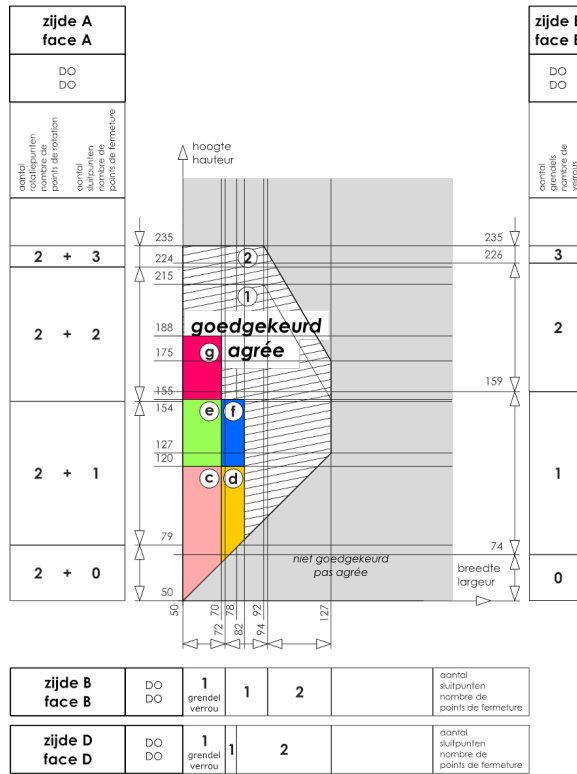 zijde A
face A
DO
DO
aantal
rotatiepunten
nombre de
points de rotation
aantal
sluitpunten
nombre de
points de fermeture
2 + 3
2 + 2
2 + 1
2 + 0
hoogte
hauteur
235
224
215
188
175
155
154
127
120
79
50
2
1
goedgekeurd
agrée
g
e
f
c
d
niet goedgekeurd
pas agrée
breedte
largeur
235
226
159
74
50
70
72
78
82
92
94
127
zijde
face
DO
DO
aantal
grendels
nombre de
verrous
3
2
1
0
zijde B
face B
DO
DO
1
grendel
verrou
1
2
aantal
sluitpunten
nombre de
points de fermeture
zijde D
face D
DO
DO
1
grendel
verrou
1
2
aantal
sluitpunten
nombre de
points de fermeture